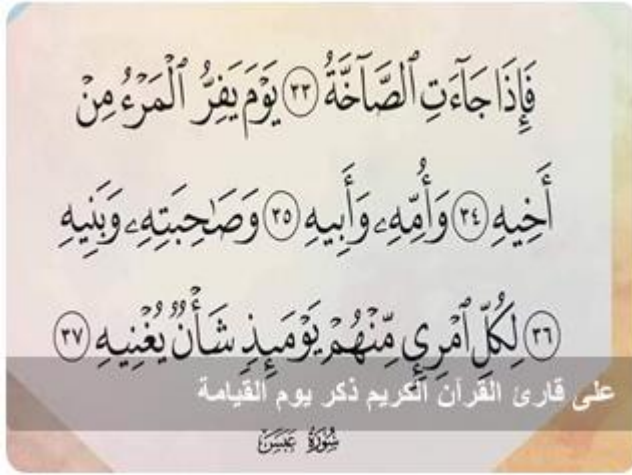 فَإِذَا جَآءَتِ ٱلصَّآخَّةُ ٣٣ يَوْمَ يَفِرُّ ٱلْمَرْءُ مِنْ
أَخِيهِ ٣٤ وَأُمِّهِۦ وَأَبِيهِ ٣٥ وَصَٰحِبَتِهِۦ وَبَنِيهِ
٣٦ لِكُلِّ ٱمْرِئٍ مِّنْهُمْ يَوْمَئِذٍ شَأْنٌ يُغْنِيهِ ٣٧
على قارئ القرآن الكريم ذكر يوم القيامة
سُورَةُ عَبَسَ